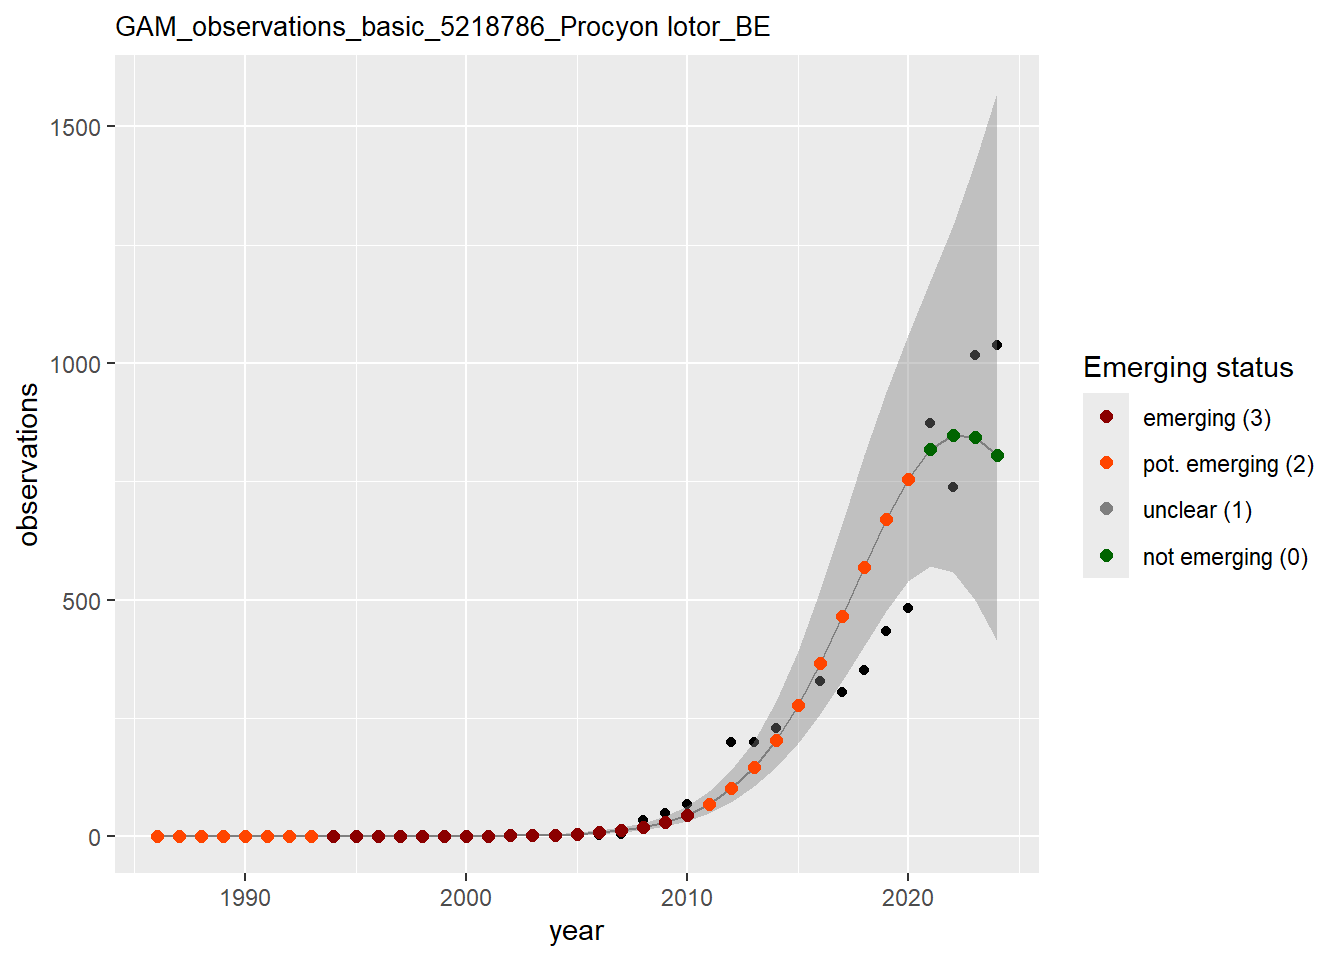 GAM_observations_basic_5218786_Procyon lotor_BE
1500
1000
500
0
observations
1990 2000 2010 2020
year
Emerging status
emerging (3)
pot. emerging (2)
unclear (1)
not emerging (0)